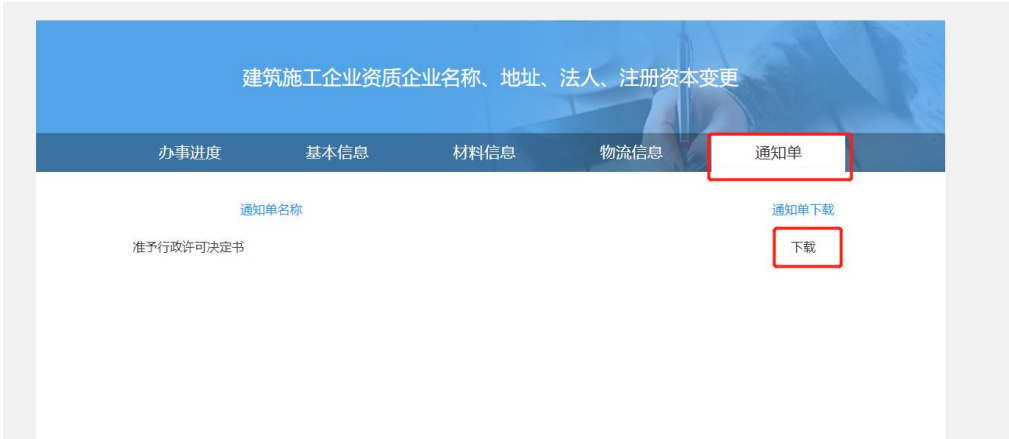 建筑施工企业资质企业名称、地址、法人、注册资本变更
办事进度 基本信息 材料信息 物流信息 通知单
通知单名称 通知单下载
准予行政许可决定书 下载